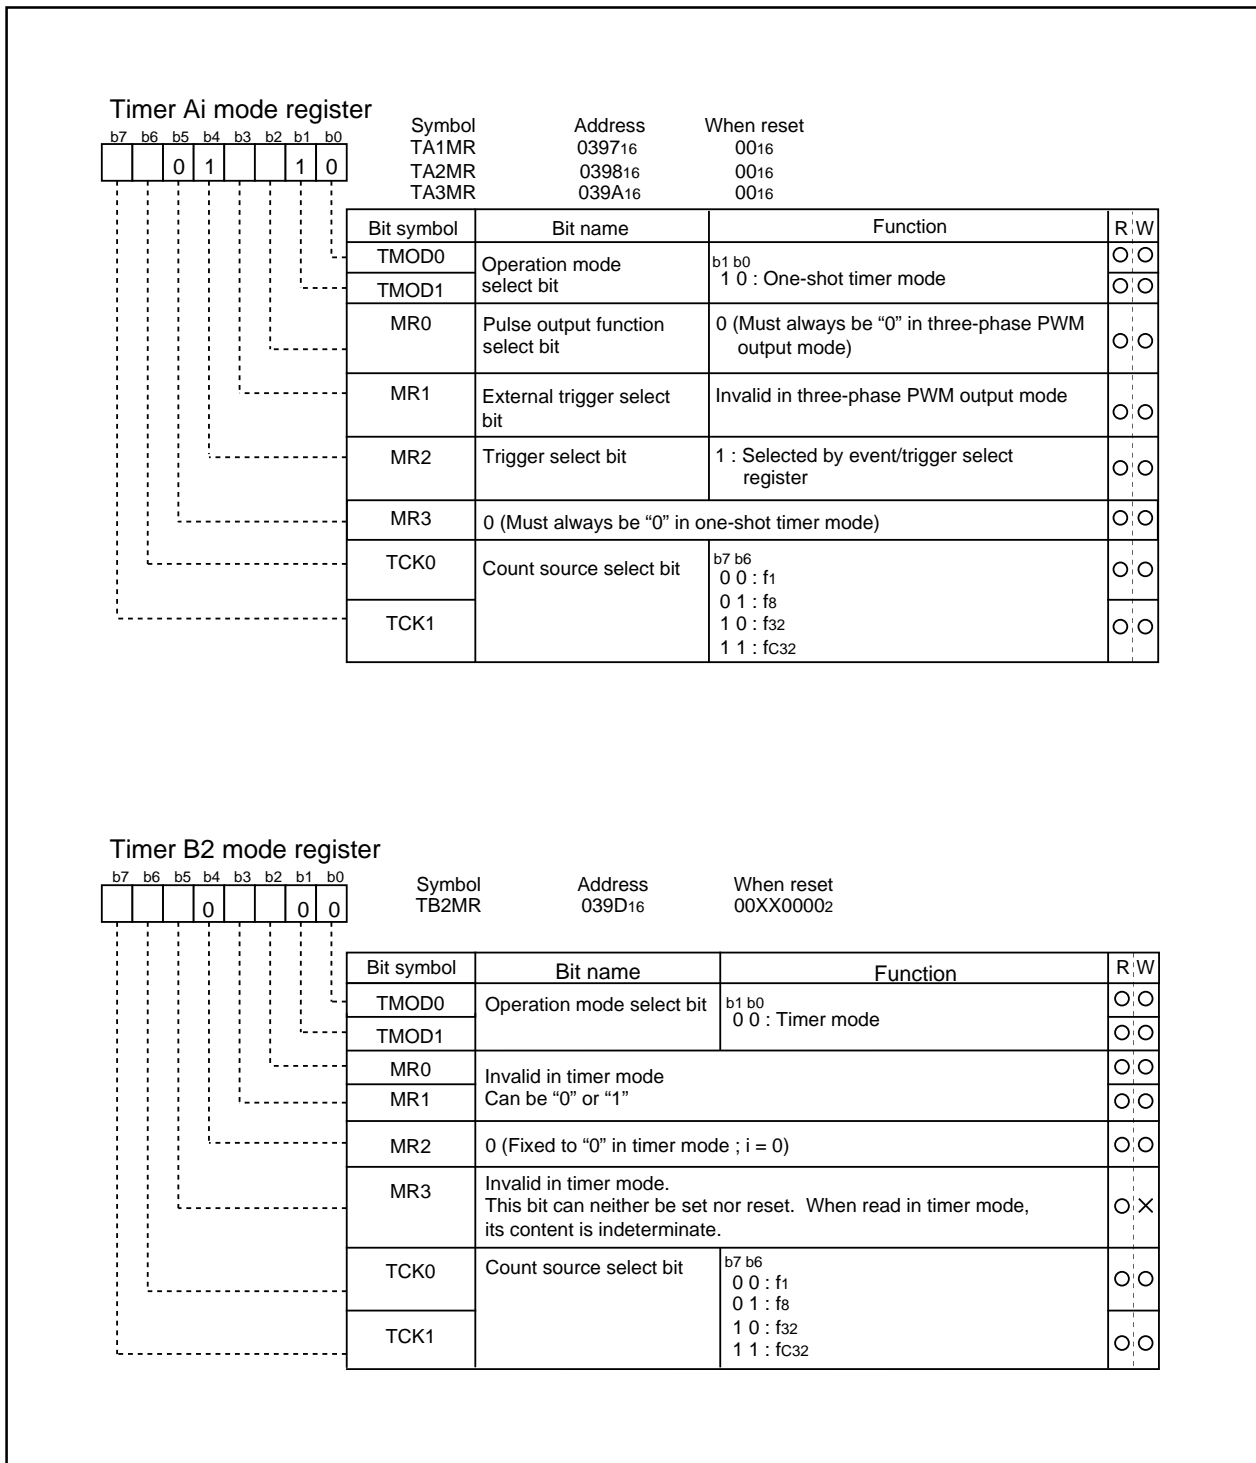 Timer Ai mode register
Symbol Address When reset
b7 b6 b5 b4 b3 b2 b1 b0
TA1MR 039716 0016
0 1 1 0
TA2MR 039816 0016
TA3MR 039A16 0016
Bit symbol Bit name Function R W
TMOD0 Operation mode select bit b1 b0
TMOD1 1 0 : One-shot timer mode
MR0 Pulse output function select bit 0 (Must always be “0” in three-phase PWM
output mode)
MR1 External trigger select bit Invalid in three-phase PWM output mode
MR2 Trigger select bit 1 : Selected by event/trigger select
register
MR3 0 (Must always be “0” in one-shot timer mode)
TCK0 Count source select bit b7 b6
0 0 : f1
0 1 : f8
TCK1 1 0 : f32
1 1 : fC32
Timer B2 mode register
b7 b6 b5 b4 b3 b2 b1 b0
Symbol Address When reset
TB2MR 039D16 00XX00002
0 0 0
Bit symbol Bit name Function R W
TMOD0 Operation mode select bit b1 b0
0 0 : Timer mode
TMOD1
MR0 Invalid in timer mode
MR1 Can be “0” or “1”
MR2 0 (Fixed to “0” in timer mode ; i = 0)
MR3 Invalid in timer mode.
This bit can neither be set nor reset. When read in timer mode,
its content is indeterminate.
TCK0 Count source select bit b7 b6
0 0 : f1
0 1 : f8
TCK1 1 0 : f32
1 1 : fC32